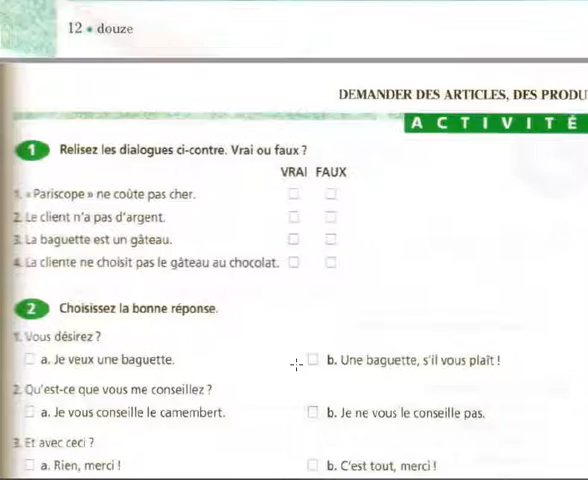 12 • douze
DEMANDER DES ARTICLES, DES PRODU
ACTIVITÉ
1 Relisez les dialogues ci-contre. Vrai ou faux ?
VRAI FAUX
1. « Pariscope » ne coûte pas cher.
2. Le client n'a pas d'argent.
3. La baguette est un gâteau.
4. La cliente ne choisit pas le gâteau au chocolat.
2 Choisissez la bonne réponse.
1. Vous désirez ?
a. Je veux une baguette. b. Une baguette, s'il vous plaît !
2. Qu'est-ce que vous me conseillez ?
a. Je vous conseille le camembert. b. Je ne vous le conseille pas.
3. Et avec ceci ?
a. Rien, merci ! b. C'est tout, merci !